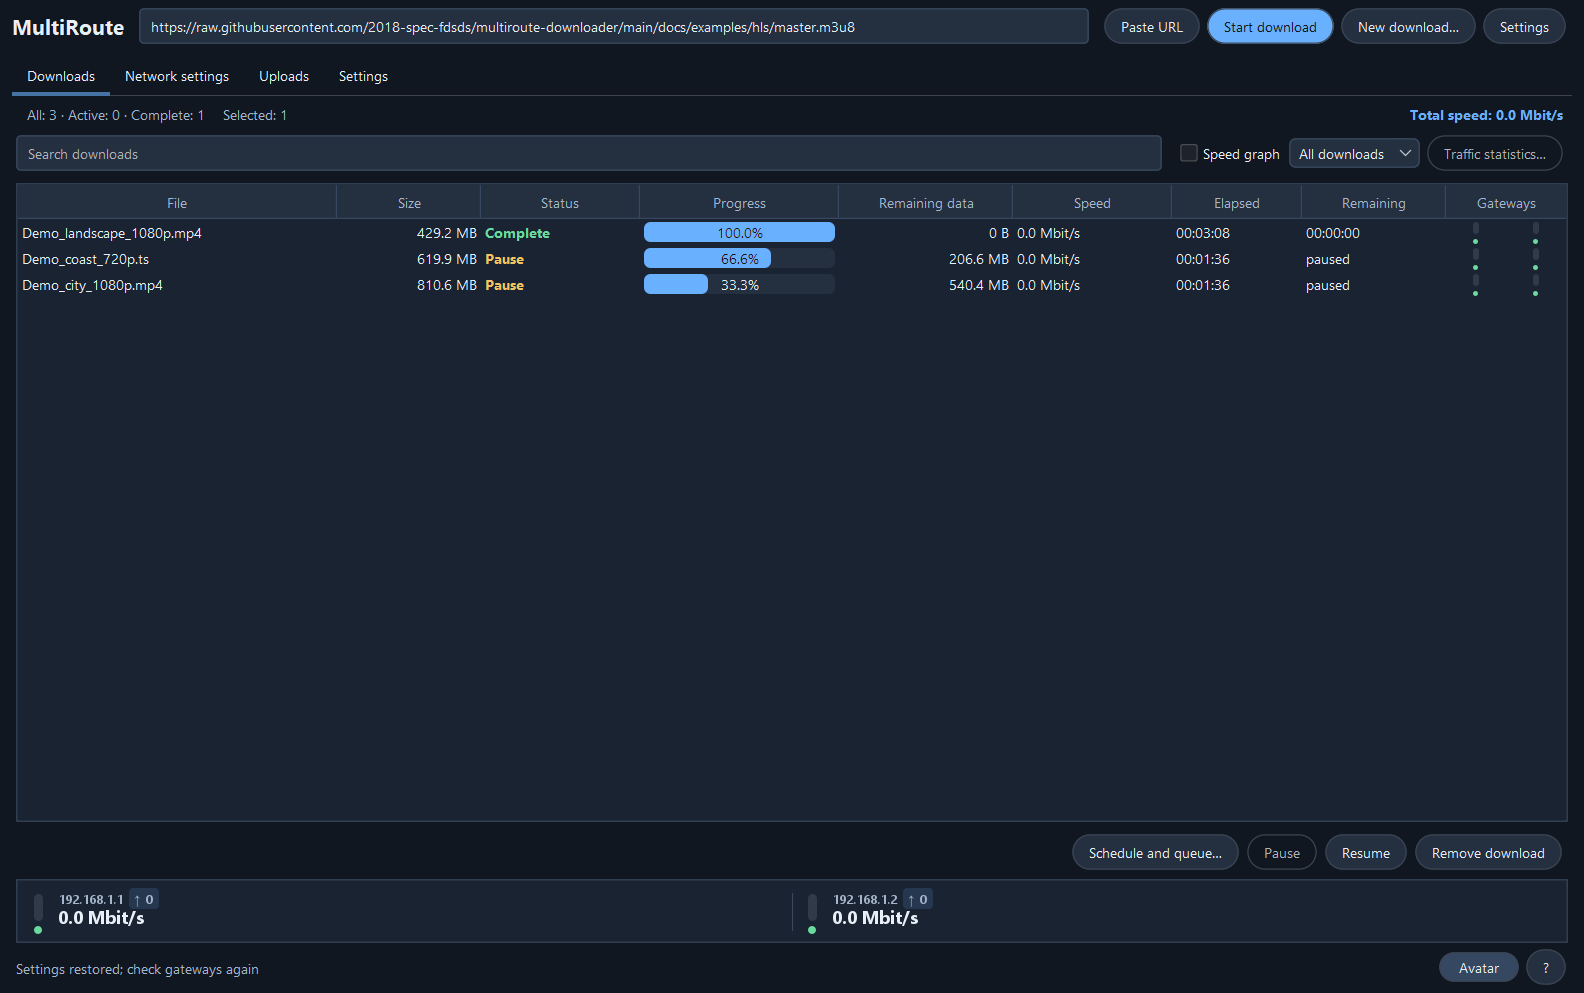 MultiRoute https://raw.githubusercontent.com/2018-spec-fdsds/multiroute-downloader/main/docs/examples/hls/master.m3u8 Paste URL Start download New download... Settings
Downloads Network settings Uploads Settings
All: 3 · Active: 0 · Complete: 1 Selected: 1 Total speed: 0.0 Mbit/s
Search downloads Speed graph All downloads Traffic statistics...
File Size Status Progress Remaining data Speed Elapsed Remaining Gateways
Demo_landscape_1080p.mp4 429.2 MB Complete 100.0% 0 B 0.0 Mbit/s 00:03:08 00:00:00
Demo_coast_720p.ts 619.9 MB Pause 66.6% 206.6 MB 0.0 Mbit/s 00:01:36 paused
Demo_city_1080p.mp4 810.6 MB Pause 33.3% 540.4 MB 0.0 Mbit/s 00:01:36 paused
Schedule and queue... Pause Resume Remove download
192.168.1.1 ↑ 0 192.168.1.2 ↑ 0
0.0 Mbit/s 0.0 Mbit/s
Settings restored; check gateways again Avatar ?